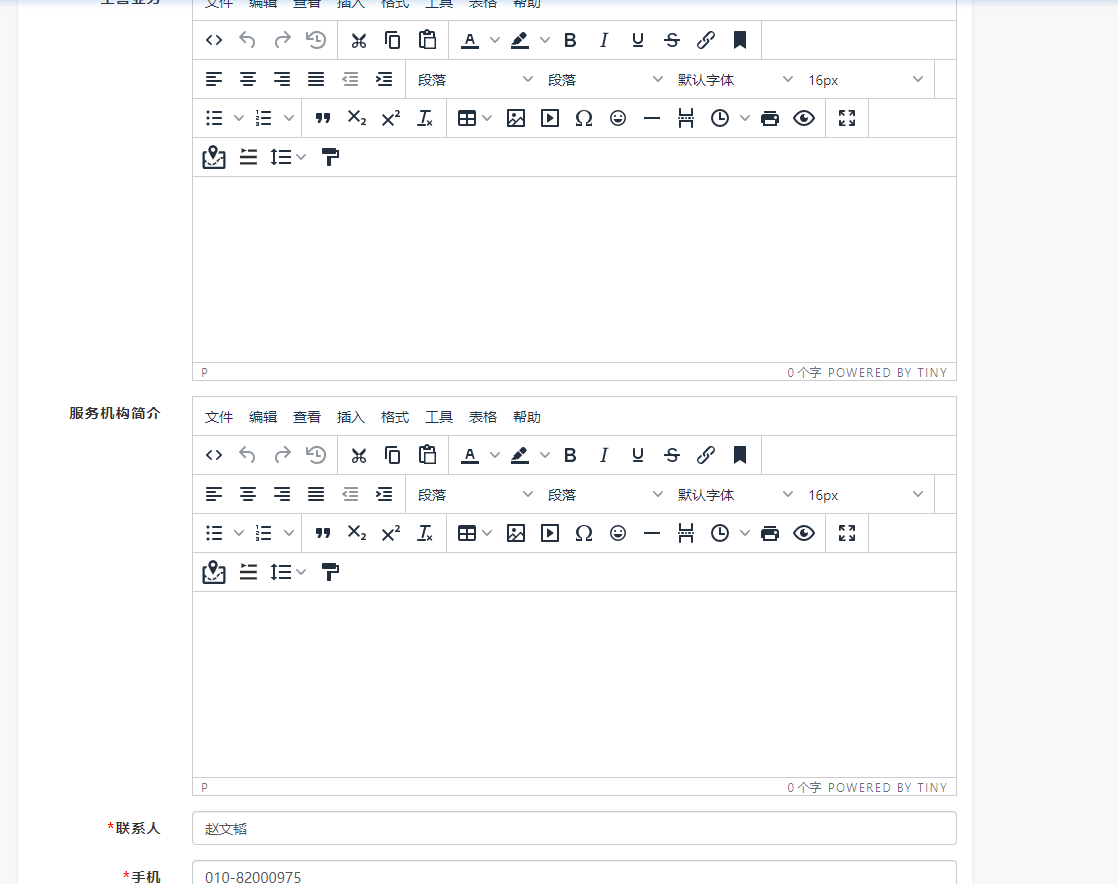 主营业务
文件 编辑 查看 插入 格式 工具 表格 帮助
段落 段落 默认字体 16px
P 0 个字 POWERED BY TINY
服务机构简介 文件 编辑 查看 插入 格式 工具 表格 帮助
段落 段落 默认字体 16px
P 0 个字 POWERED BY TINY
*联系人 赵文韬
*手机 010-82000975